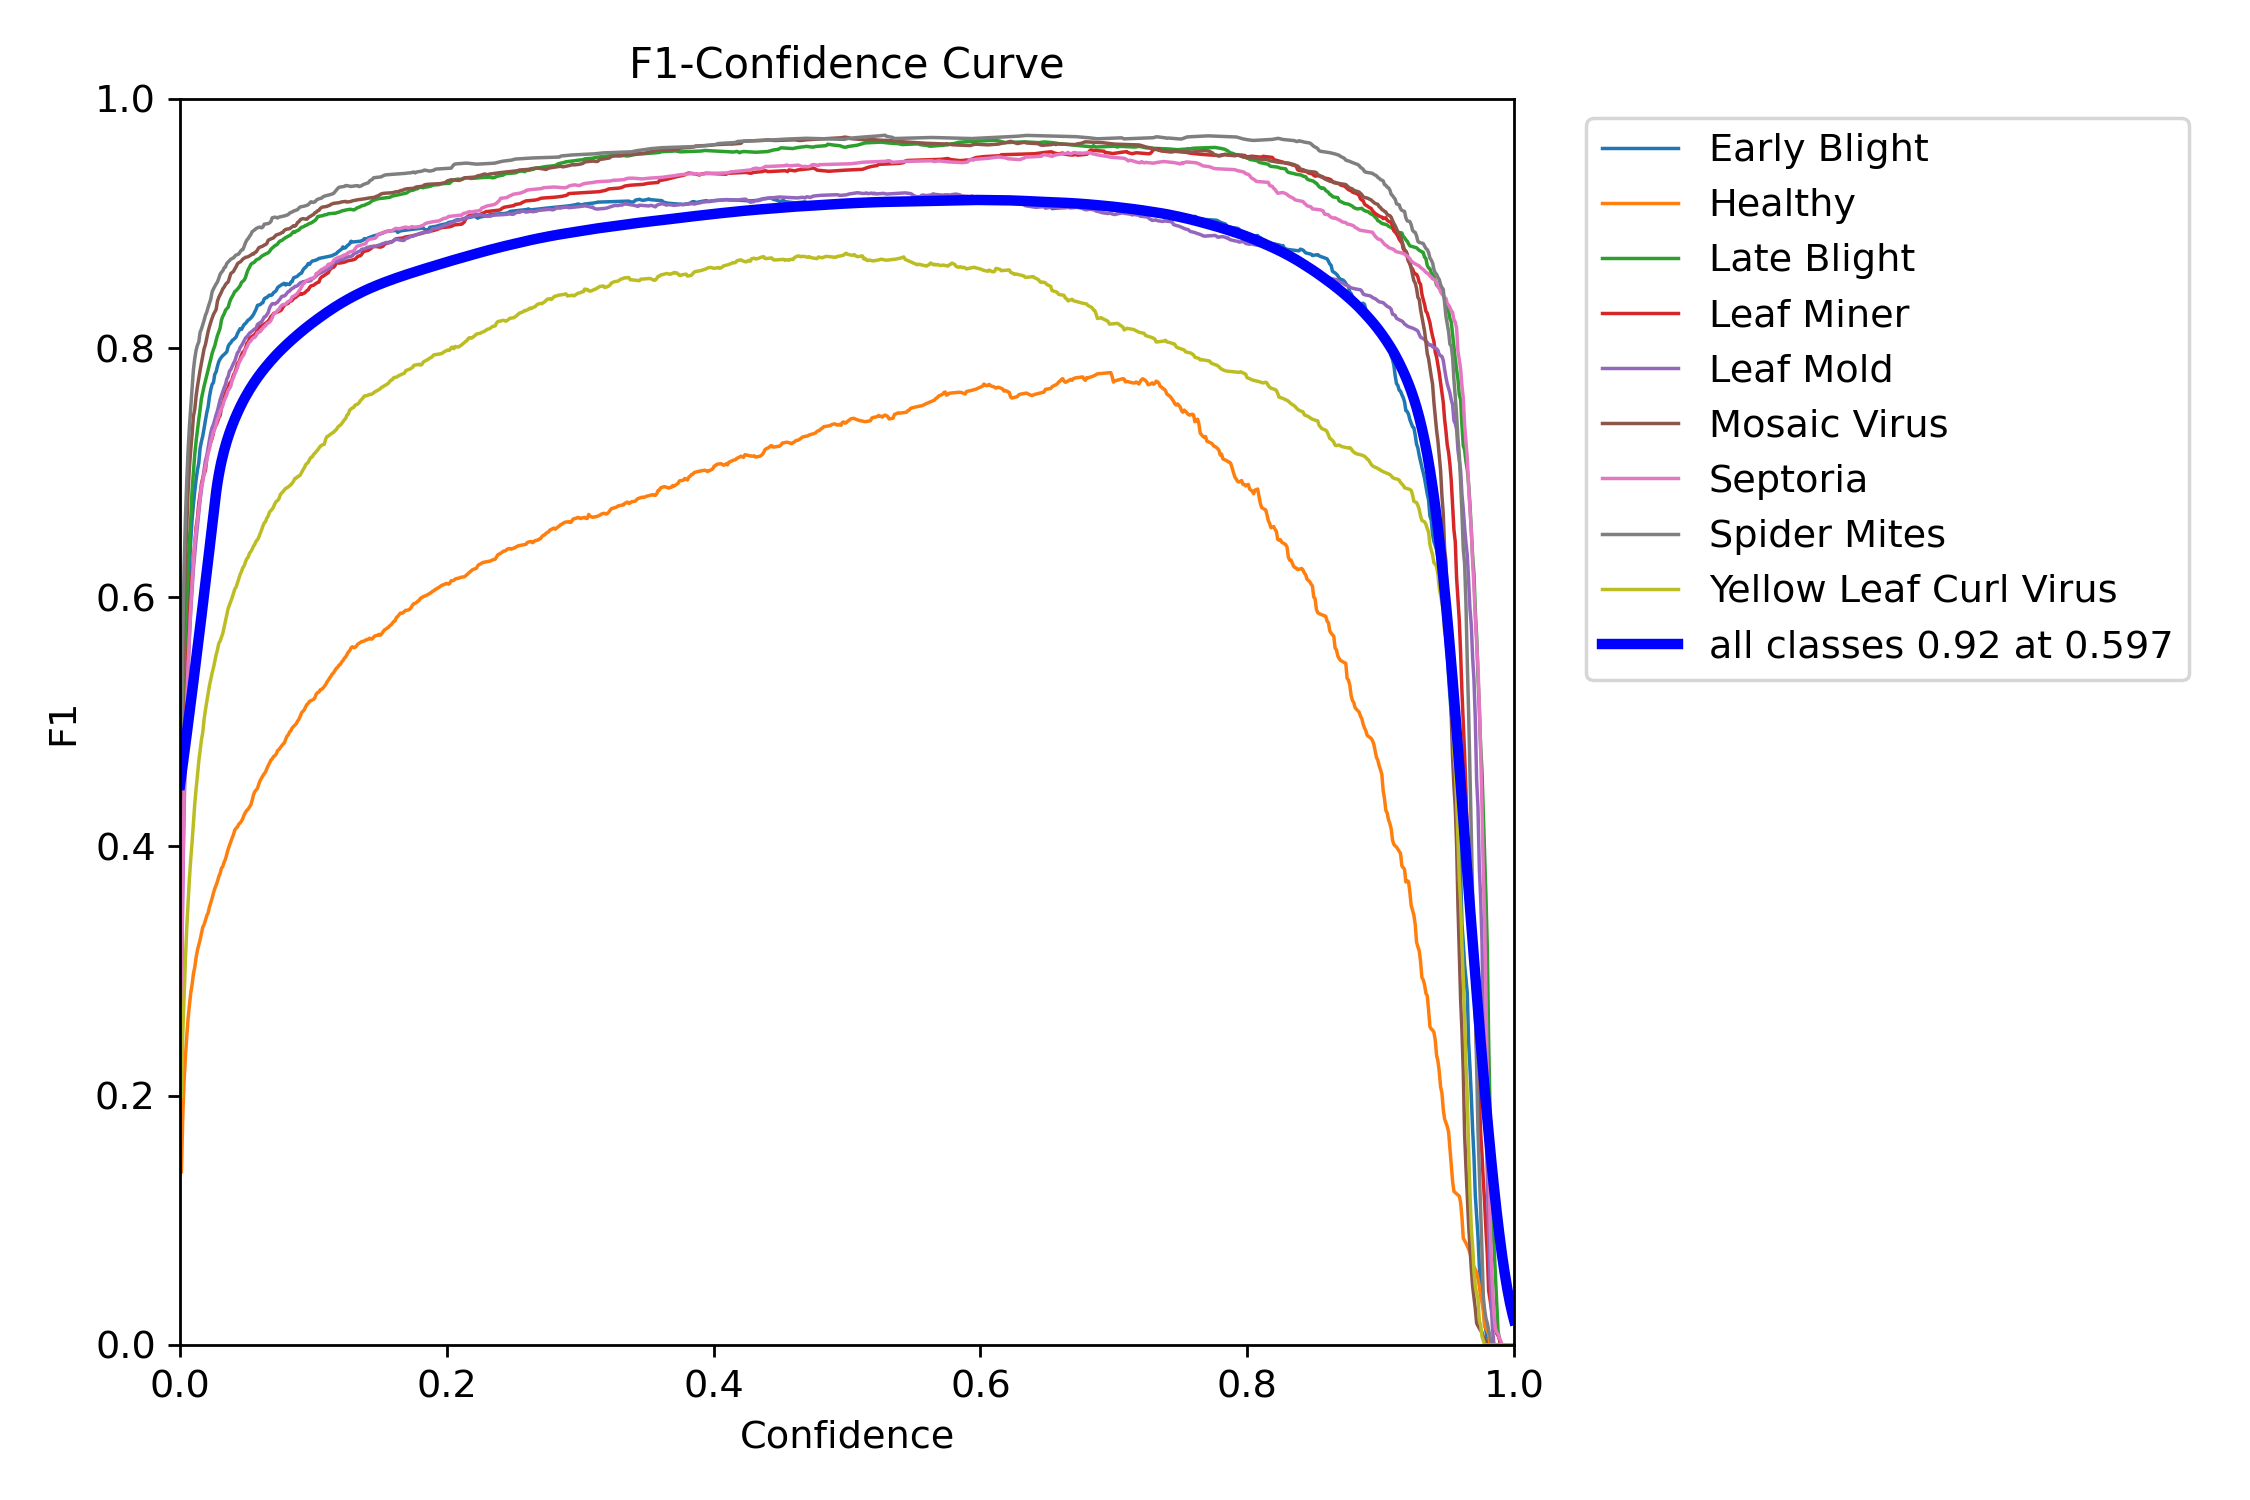 F1-Confidence Curve
1.0
0.8
0.6
0.4
0.2
0.0
F1
0.0 0.2 0.4 0.6 0.8 1.0
Confidence
Early Blight
Healthy
Late Blight
Leaf Miner
Leaf Mold
Mosaic Virus
Septoria
Spider Mites
Yellow Leaf Curl Virus
all classes 0.92 at 0.597